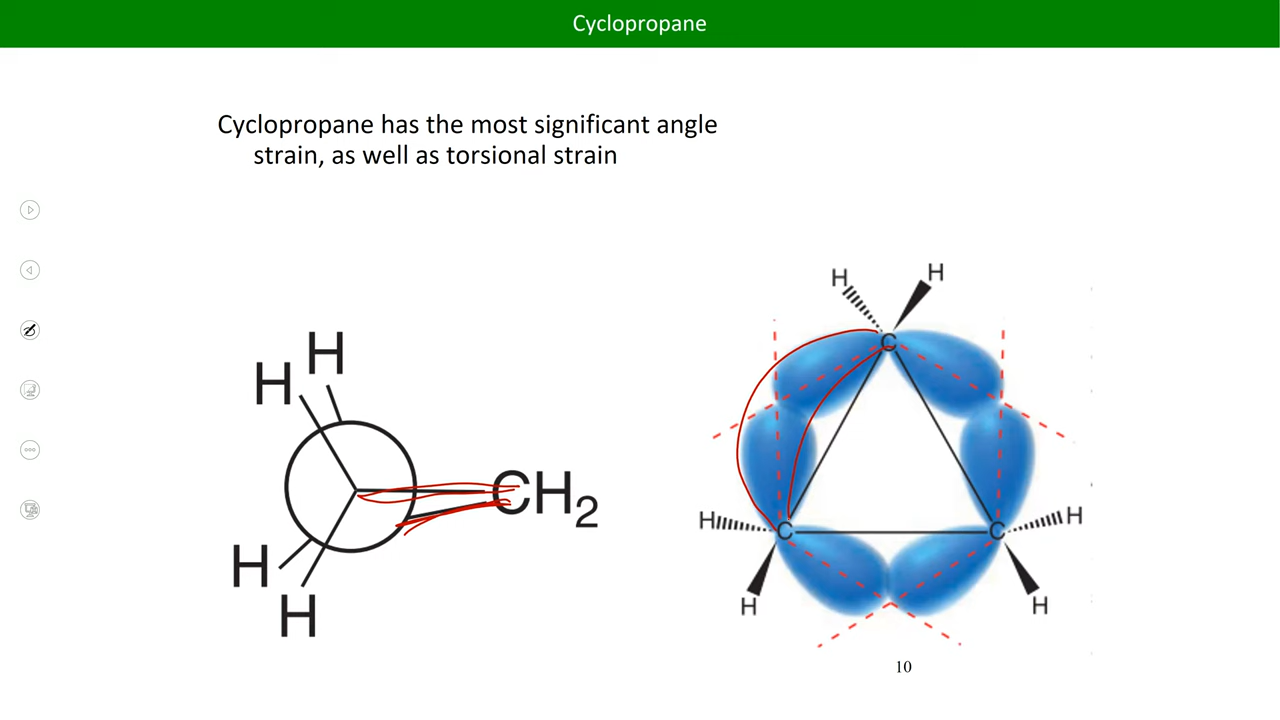 Cyclopropane
Cyclopropane has the most significant angle
strain, as well as torsional strain
H
H
CH₂
H
H
H
H
C
H
C
C
H
H
H
10